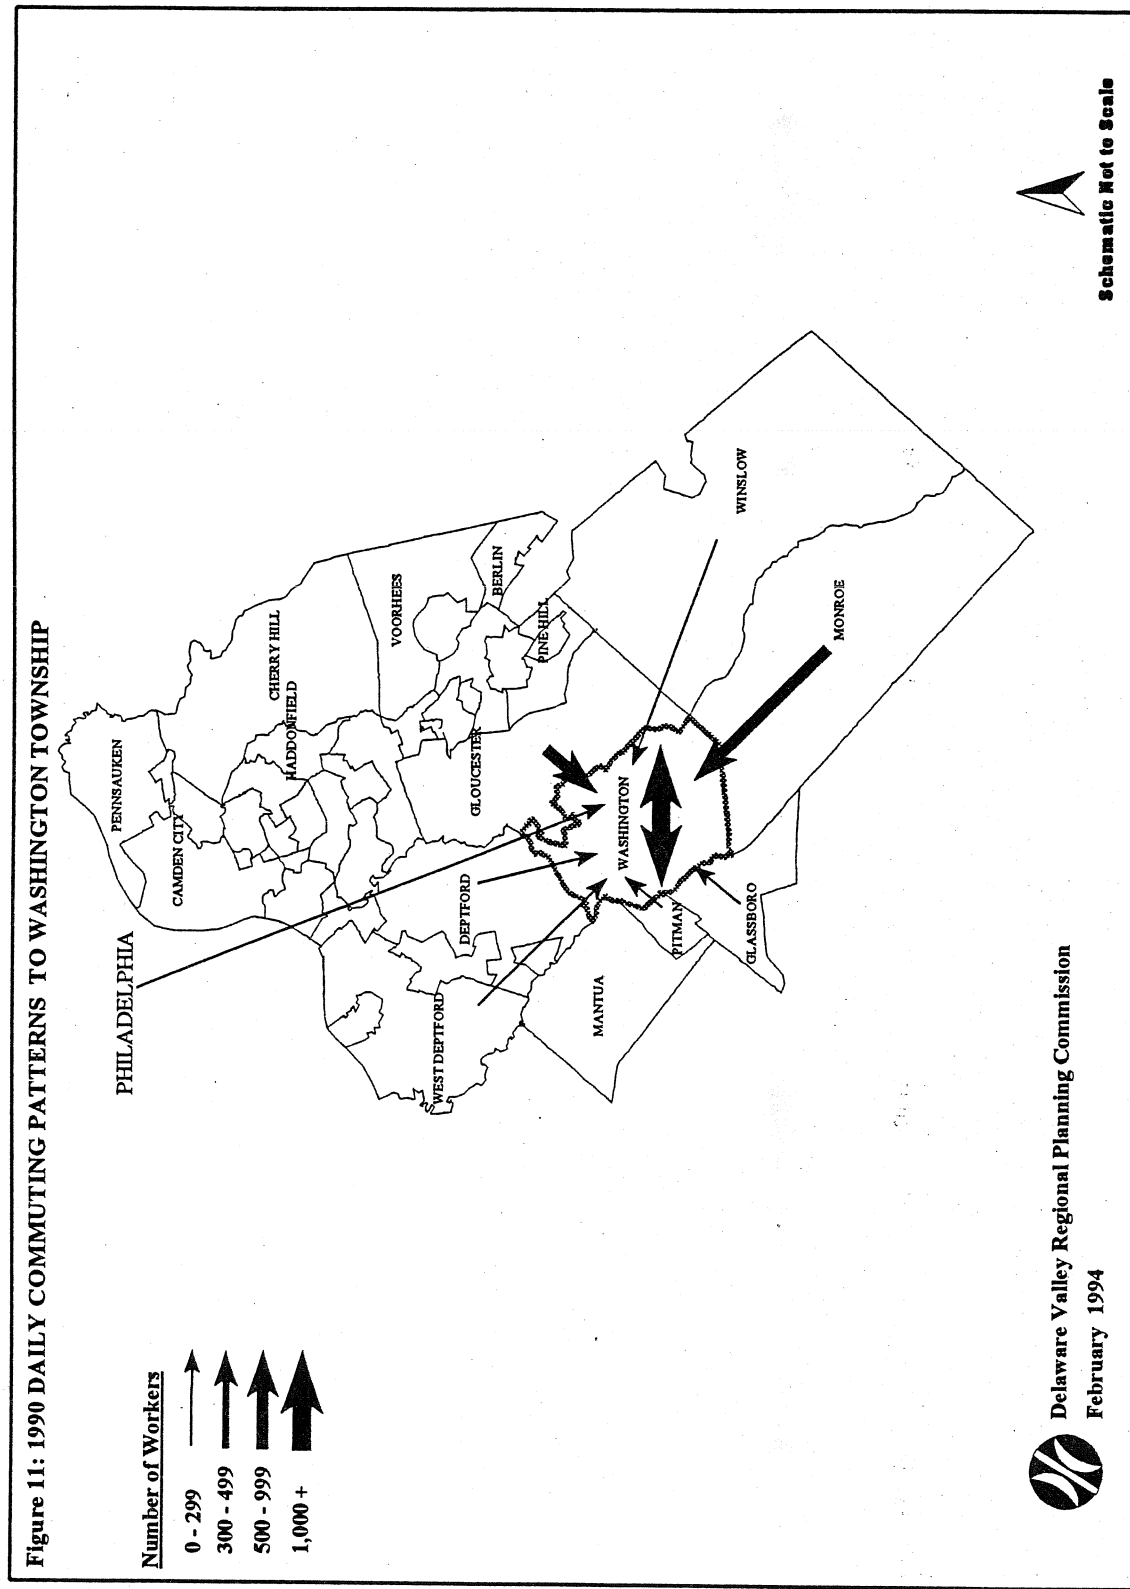 Figure 11: 1990 DAILY COMMUTING PATTERNS TO WASHINGTON TOWNSHIP
Number of Workers
0 - 299
300 - 499
500 - 999
1,000 +
PHILADELPHIA
PENNSAUKEN
CAMDEN CITY
CHERRY HILL
HADDONFIELD
VOORHEES
BERLIN
PINE HILL
GLOUCESTER
DEPTFORD
WEST DEPTFORD
WASHINGTON
MANTUA
PITMAN
GLASSBORO
WINSLOW
MONROE
Delaware Valley Regional Planning Commission
February 1994
Schematic Not to Scale